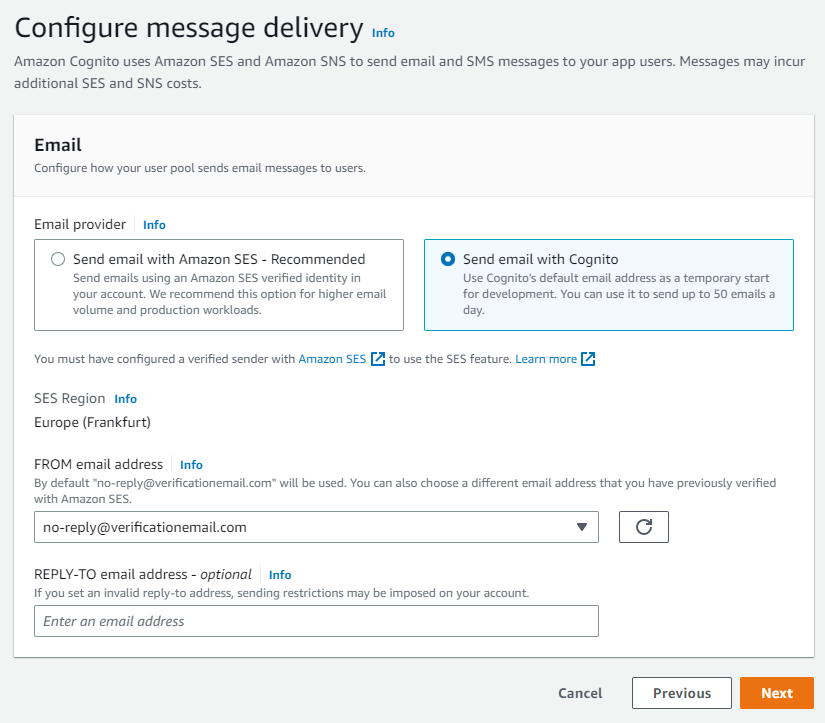 Configure message delivery Info
Amazon Cognito uses Amazon SES and Amazon SNS to send email and SMS messages to your app users. Messages may incur
additional SES and SNS costs.
Email
Configure how your user pool sends email messages to users.
Email provider Info
Send email with Amazon SES - Recommended
Send emails using an Amazon SES verified identity in
your account. We recommend this option for higher email
volume and production workloads.
Send email with Cognito
Use Cognito's default email address as a temporary start
for development. You can use it to send up to 50 emails a
day.
You must have configured a verified sender with Amazon SES to use the SES feature. Learn more
SES Region Info
Europe (Frankfurt)
FROM email address Info
By default "no-reply@verificationemail.com" will be used. You can also choose a different email address that you have previously verified
with Amazon SES.
no-reply@verificationemail.com
REPLY-TO email address - optional Info
If you set an invalid reply-to address, sending restrictions may be imposed on your account.
Enter an email address
Cancel Previous Next